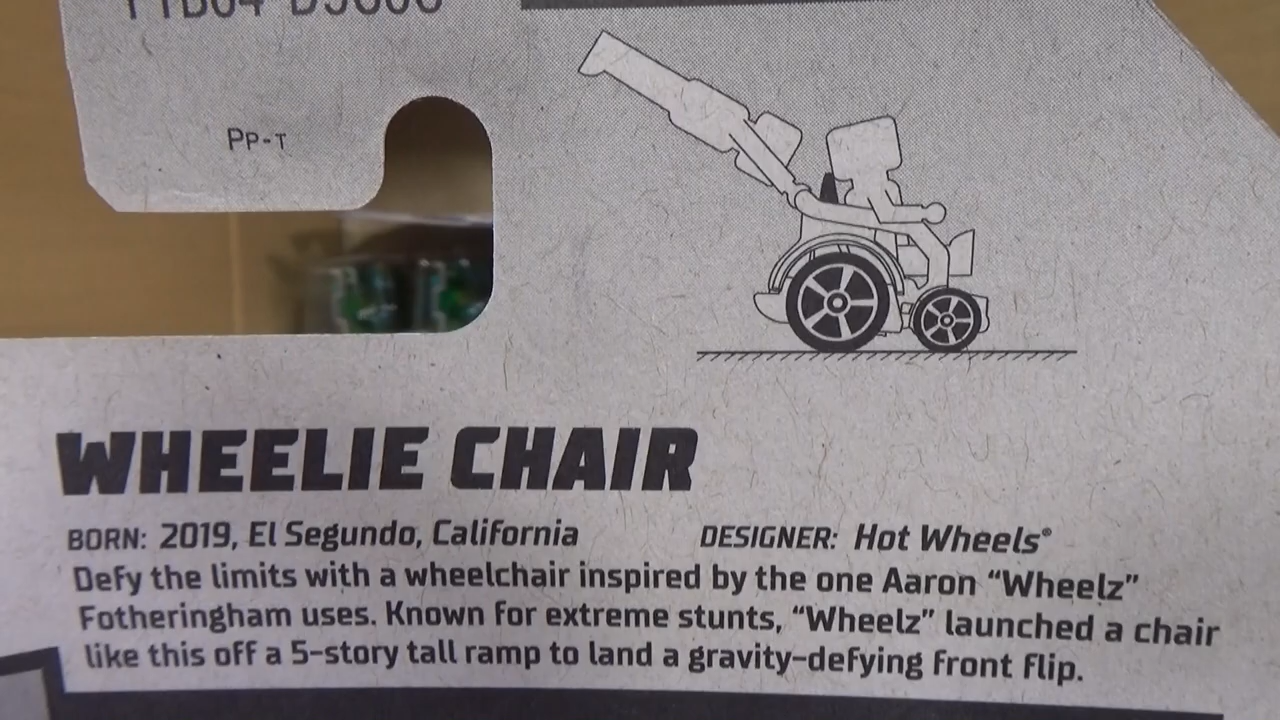 PP-T
WHEELIE CHAIR
BORN: 2019, El Segundo, California DESIGNER: Hot Wheels®
Defy the limits with a wheelchair inspired by the one Aaron “Wheelz”
Fotheringham uses. Known for extreme stunts, “Wheelz” launched a chair
like this off a 5-story tall ramp to land a gravity-defying front flip.